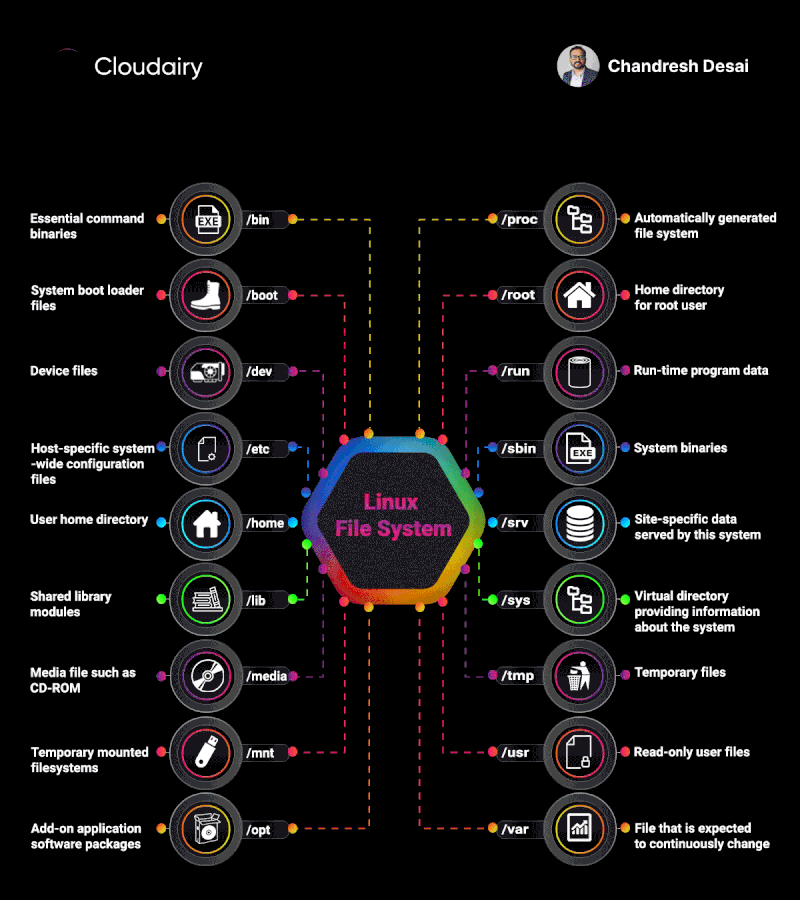 Cloudairy
Chandresh Desai
Essential command
binaries
EXE
/bin
System boot loader
files
/boot
Device files
/dev
Host-specific system
-wide configuration
files
/etc
User home directory
/home
Shared library
modules
/lib
Media file such as
CD-ROM
/media
Temporary mounted
filesystems
/mnt
Add-on application
software packages
/opt
Linux
File System
/proc
Automatically generated
file system
/root
Home directory
for root user
/run
Run-time program data
/sbin
EXE
System binaries
/srv
Site-specific data
served by this system
/sys
Virtual directory
providing information
about the system
/tmp
Temporary files
/usr
Read-only user files
/var
File that is expected
to continuously change